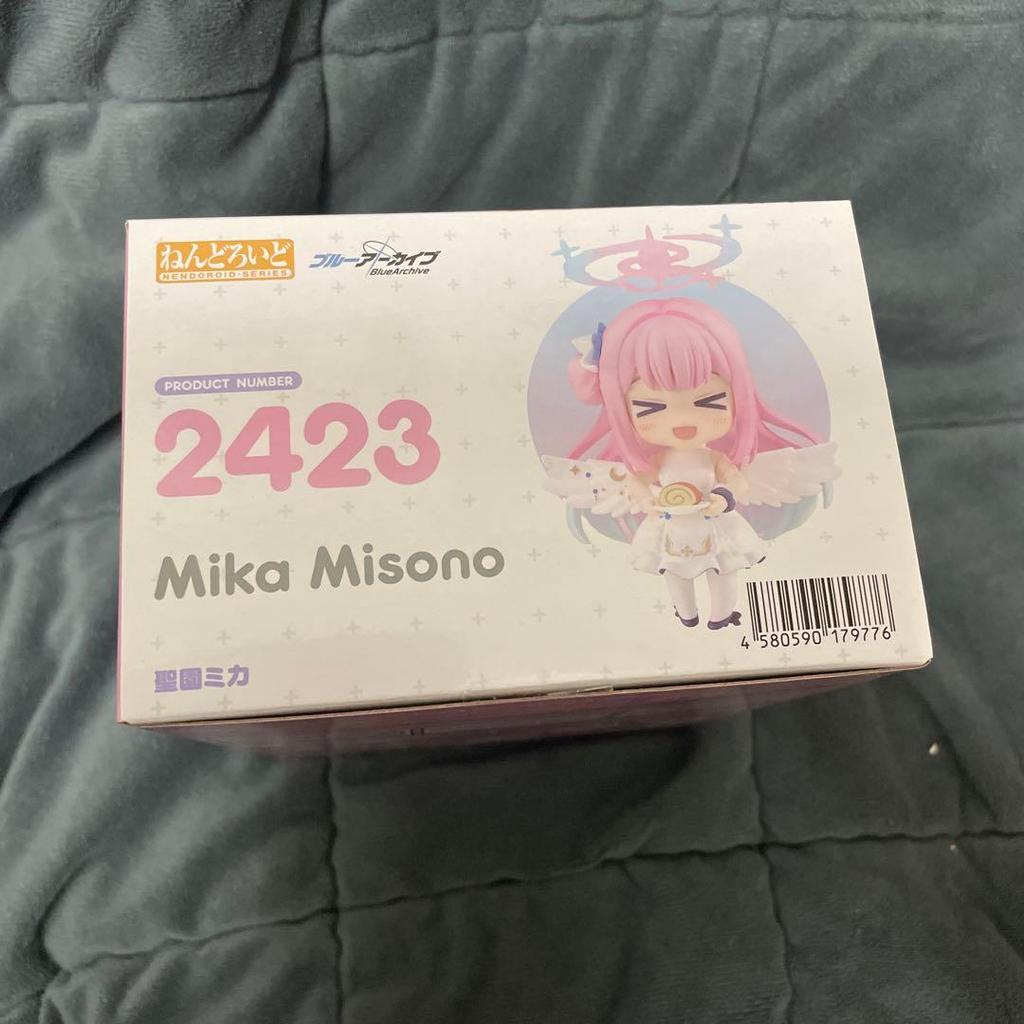 ねんどろいど
NENDOROID·SERIES
ブルーアーカイブ
BlueArchive
PRODUCT NUMBER
2423
Mika Misono
聖園ミカ
4 580590 179776